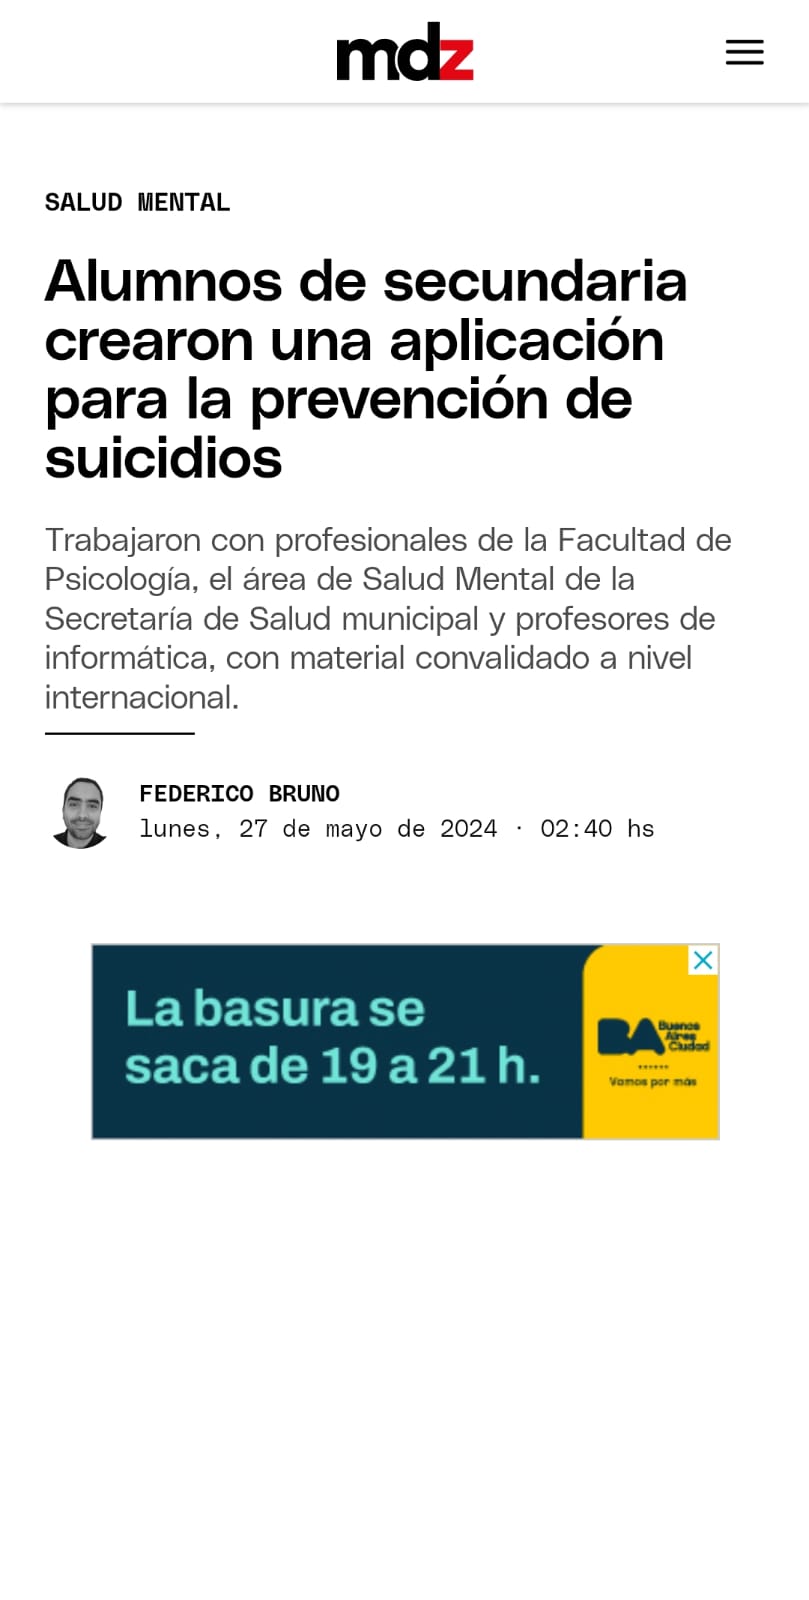 mdz
SALUD MENTAL
Alumnos de secundaria
crearon una aplicación
para la prevención de
suicidios
Trabajaron con profesionales de la Facultad de
Psicología, el área de Salud Mental de la
Secretaría de Salud municipal y profesores de
informática, con material convalidado a nivel
internacional.
FEDERICO BRUNO
lunes, 27 de mayo de 2024 · 02:40 hs
La basura se
saca de 19 a 21 h.
BA
Buenos
Aires
Ciudad
Vamos por más